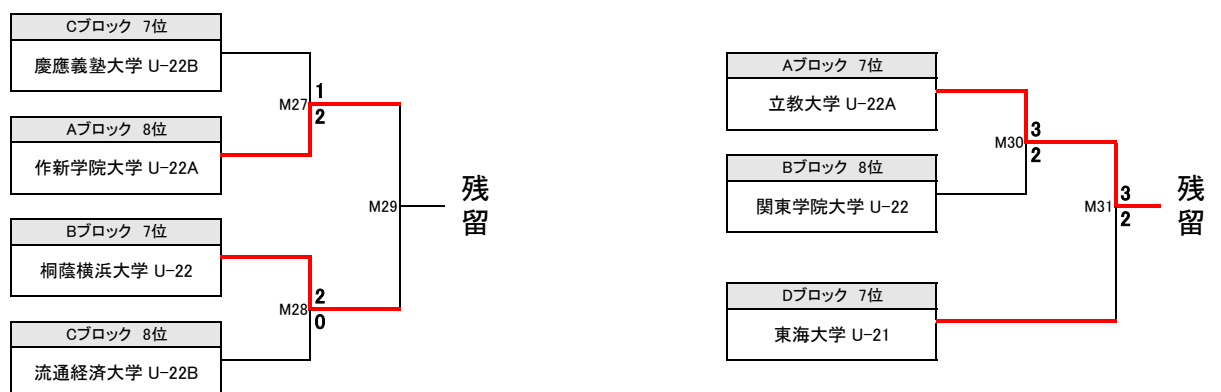 Cブロック 7位
慶應義塾大学 U-22B
M27
1
2
Aブロック 8位
作新学院大学 U-22A
M29
残留
Bブロック 7位
桐蔭横浜大学 U-22
M28
2
0
Cブロック 8位
流通経済大学 U-22B
Aブロック 7位
立教大学 U-22A
M30
3
2
Bブロック 8位
関東学院大学 U-22
M31
3
2
残留
Dブロック 7位
東海大学 U-21